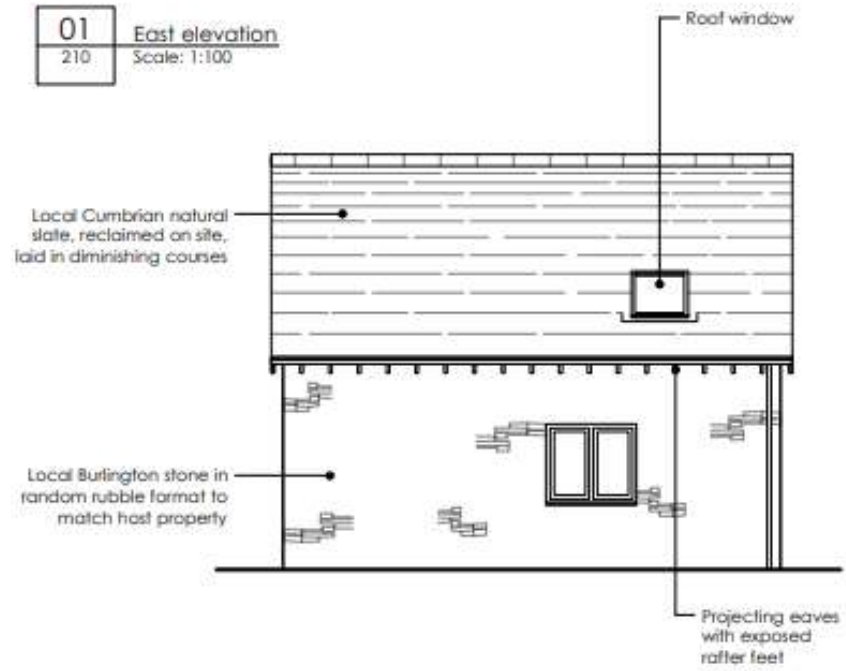 01
210
East elevation
Scale: 1:100
Roof window
Local Cumbrian natural
slate, reclaimed on site,
laid in diminishing courses
Local Burlington stone in
random rubble format to
match host property
Projecting eaves
with exposed
rafter feet